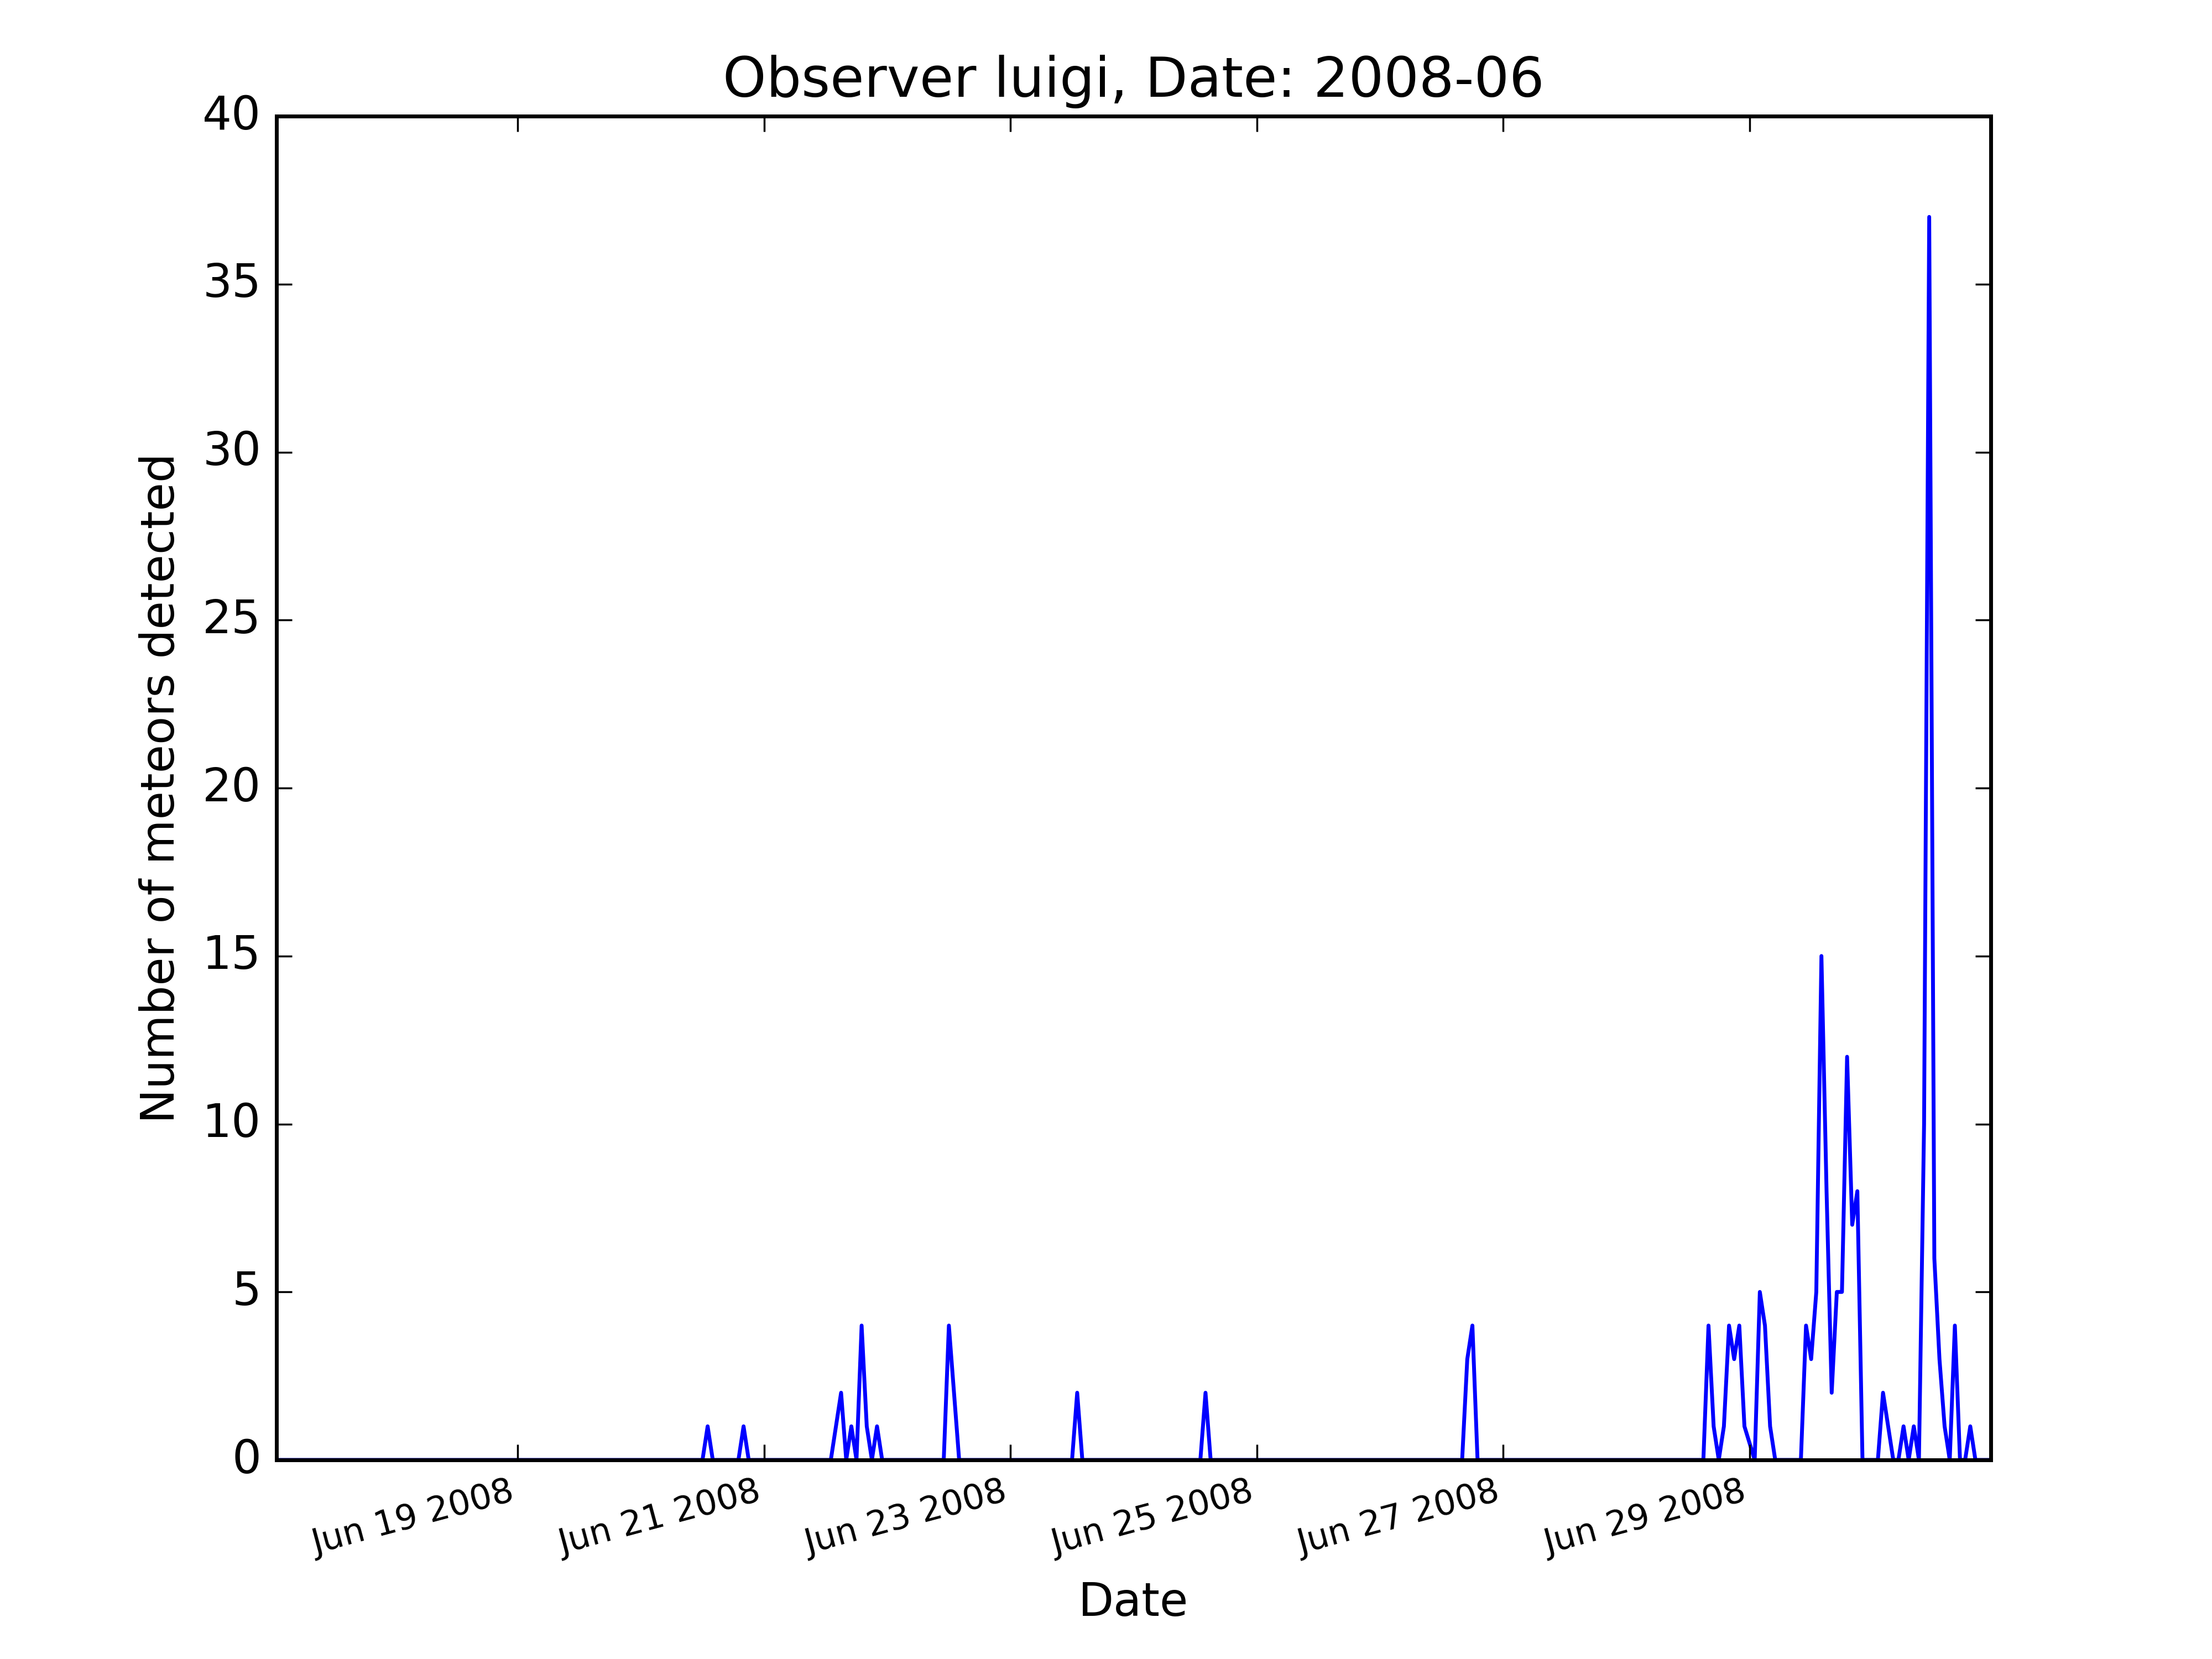 Observer luigi, Date: 2008-06
40
35
30
25
20
15
10
5
0
Number of meteors detected
Jun 19 2008
Jun 21 2008
Jun 23 2008
Jun 25 2008
Jun 27 2008
Jun 29 2008
Date